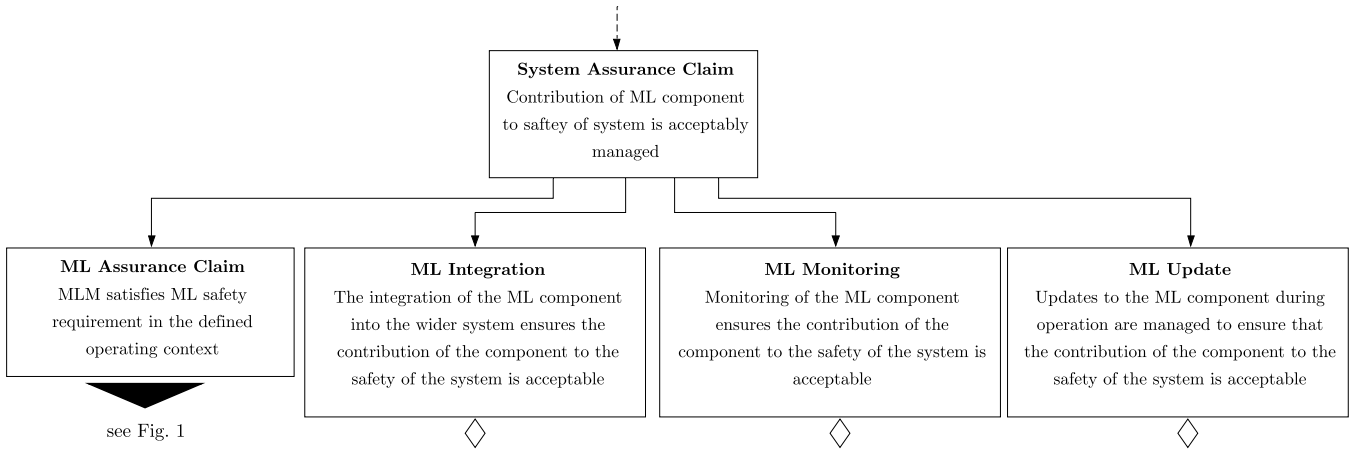 System Assurance Claim
Contribution of ML component
to saftey of system is acceptably
managed
ML Assurance Claim
MLM satisfies ML safety
requirement in the defined
operating context
see Fig. 1
ML Integration
The integration of the ML component
into the wider system ensures the
contribution of the component to the
safety of the system is acceptable
ML Monitoring
Monitoring of the ML component
ensures the contribution of the
component to the safety of the system is
acceptable
ML Update
Updates to the ML component during
operation are managed to ensure that
the contribution of the component to the
safety of the system is acceptable